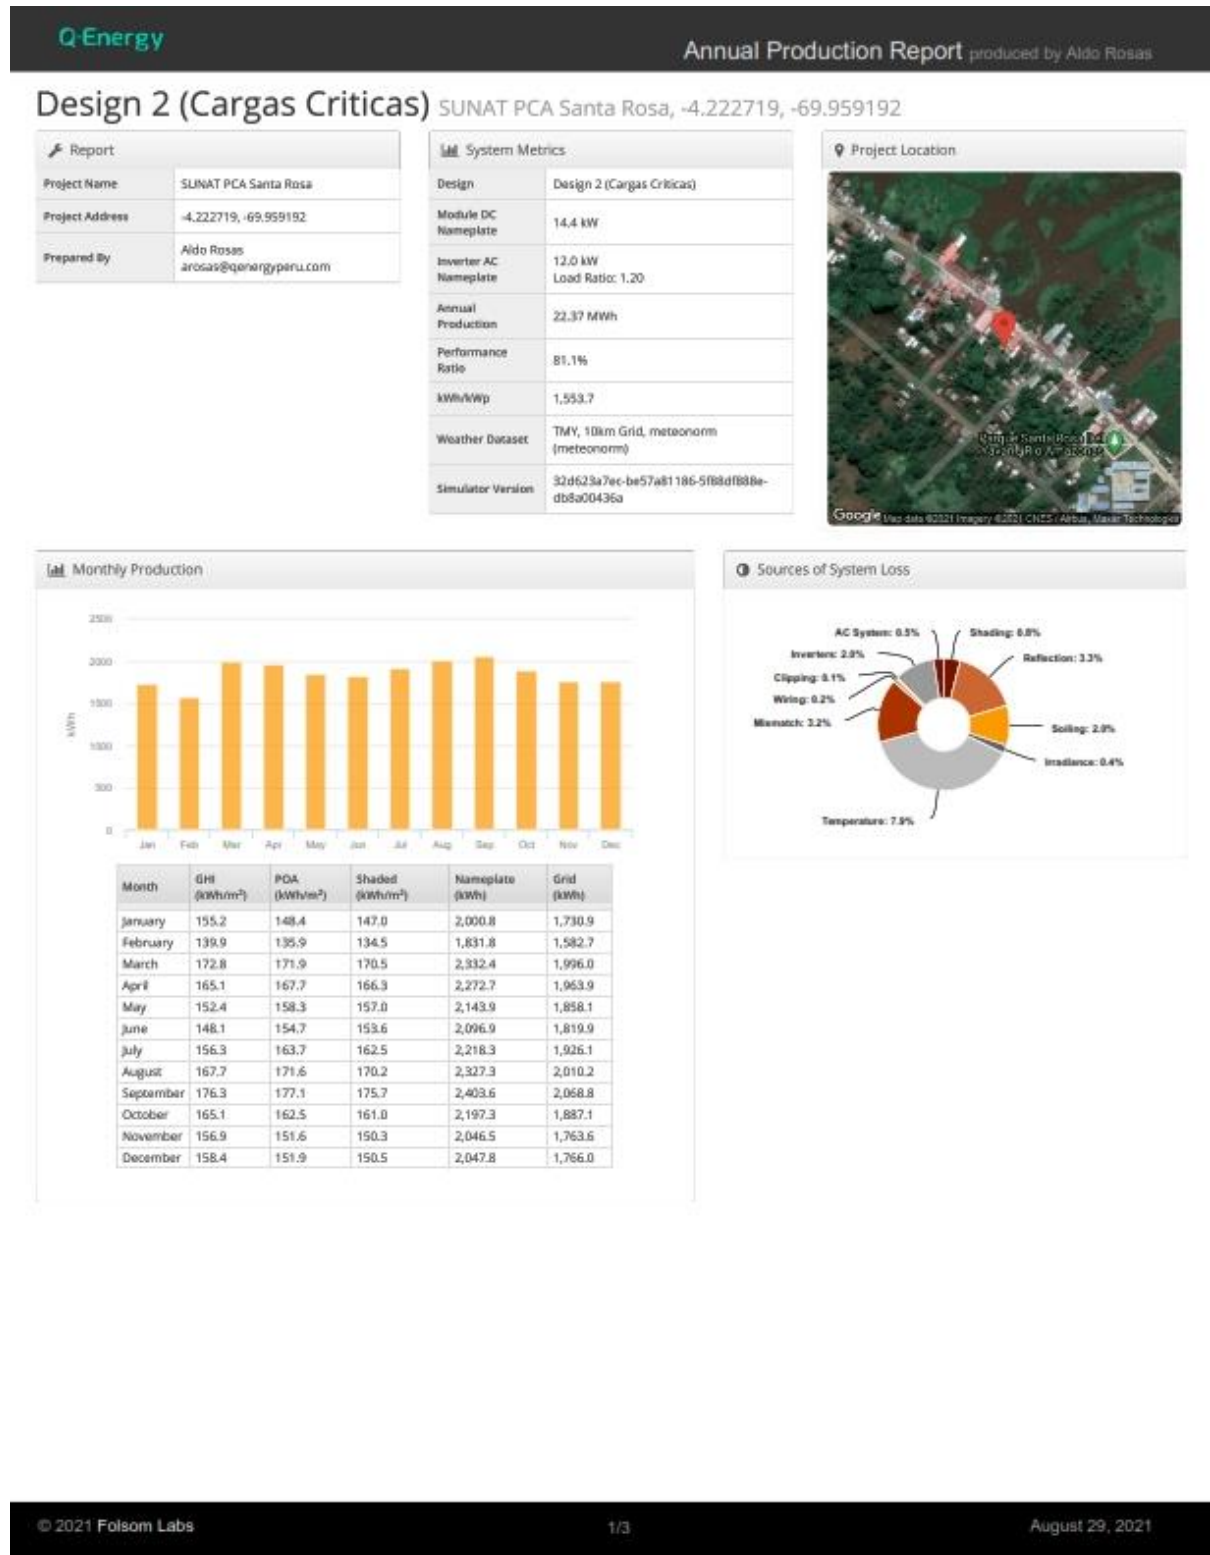 Q-Energy
Annual Production Report produced by Aldo Rosas
Design 2 (Cargas Criticas) SUNAT PCA Santa Rosa, -4.222719, -69.959192
Report
Project Name SUNAT PCA Santa Rosa
Project Address -4.222719, -69.959192
Prepared By Aldo Rosas
arosas@qenergyperu.com
System Metrics
Design Design 2 (Cargas Criticas)
Module DC Nameplate 14.4 kW
Inverter AC Nameplate 12.0 kW
Load Ratio: 1.20
Annual Production 22.37 MWh
Performance Ratio 81.1%
kWh/kWp 1,553.7
Weather Dataset TMY, 10km Grid, meteonorm (meteonorm)
Simulator Version 32d623a7ec-be57a81186-5f88df888e-
db8a00436a
Project Location
Parque Santa Rosa Del
Google Map data ©2021 Imagery ©2021 CNES / Airbus, Maxar Technologies
Monthly Production
2500
2000
1500
1000
500
0
kWh
Jan Feb Mar Apr May Jun Jul Aug Sep Oct Nov Dec
Month GHI (kWh/m²) POA (kWh/m²) Shaded (kWh/m²) Nameplate (kWh) Grid (kWh)
January 155.2 148.4 147.0 2,000.8 1,730.9
February 139.9 135.9 134.5 1,831.8 1,582.7
March 172.8 171.9 170.5 2,332.4 1,996.0
April 165.1 167.7 166.3 2,272.7 1,963.9
May 152.4 158.3 157.0 2,143.9 1,858.1
June 148.1 154.7 153.6 2,096.9 1,819.9
July 156.3 163.7 162.5 2,218.3 1,926.1
August 167.7 171.6 170.2 2,327.3 2,010.2
September 176.3 177.1 175.7 2,403.6 2,068.8
October 165.1 162.5 161.0 2,197.3 1,887.1
November 156.9 151.6 150.3 2,046.5 1,763.6
December 158.4 151.9 150.5 2,047.8 1,766.0
Sources of System Loss
AC System: 0.5%
Shading: 0.8%
Inverters: 2.0%
Reflection: 3.3%
Clipping: 0.1%
Wiring: 0.2%
Mismatch: 3.2%
Soiling: 2.0%
Irradiance: 0.4%
Temperature: 7.9%
© 2021 Folsom Labs
1/3
August 29, 2021